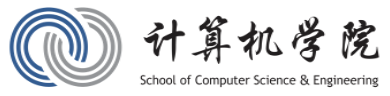 计算机学院
School of Computer Science & Engineering